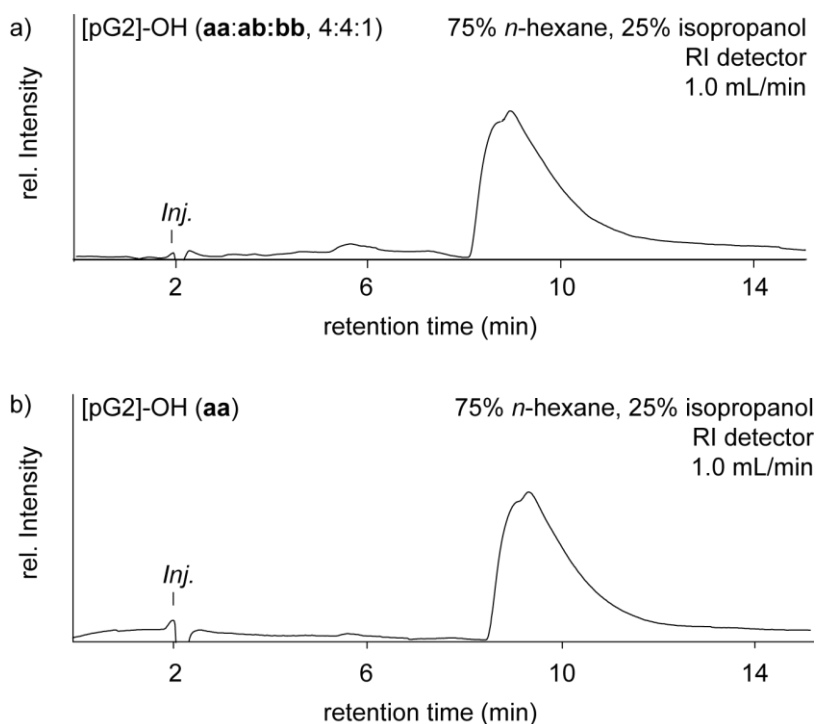 a)
[pG2]-OH (aa:ab:bb, 4:4:1)
75% n-hexane, 25% isopropanol
RI detector
1.0 mL/min
rel. Intensity
Inj.
2
6
10
14
retention time (min)
b)
[pG2]-OH (aa)
75% n-hexane, 25% isopropanol
RI detector
1.0 mL/min
rel. Intensity
Inj.
2
6
10
14
retention time (min)